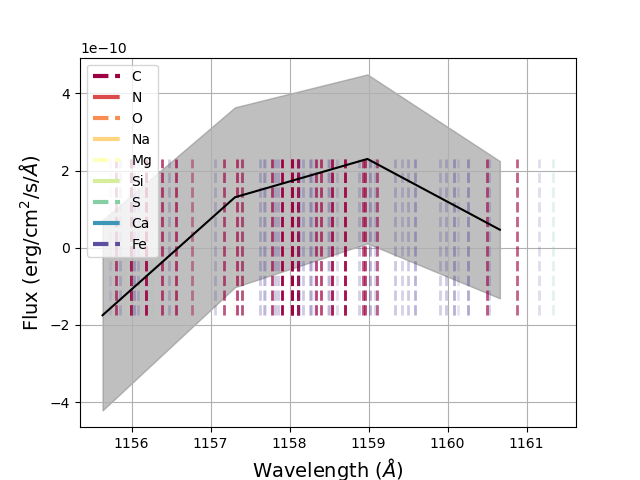 1e−10
C
N
O
Na
Mg
Si
S
Ca
Fe
4
2
0
−2
−4
Flux (erg/cm²/s/Å)
1156 1157 1158 1159 1160 1161
Wavelength (Å)